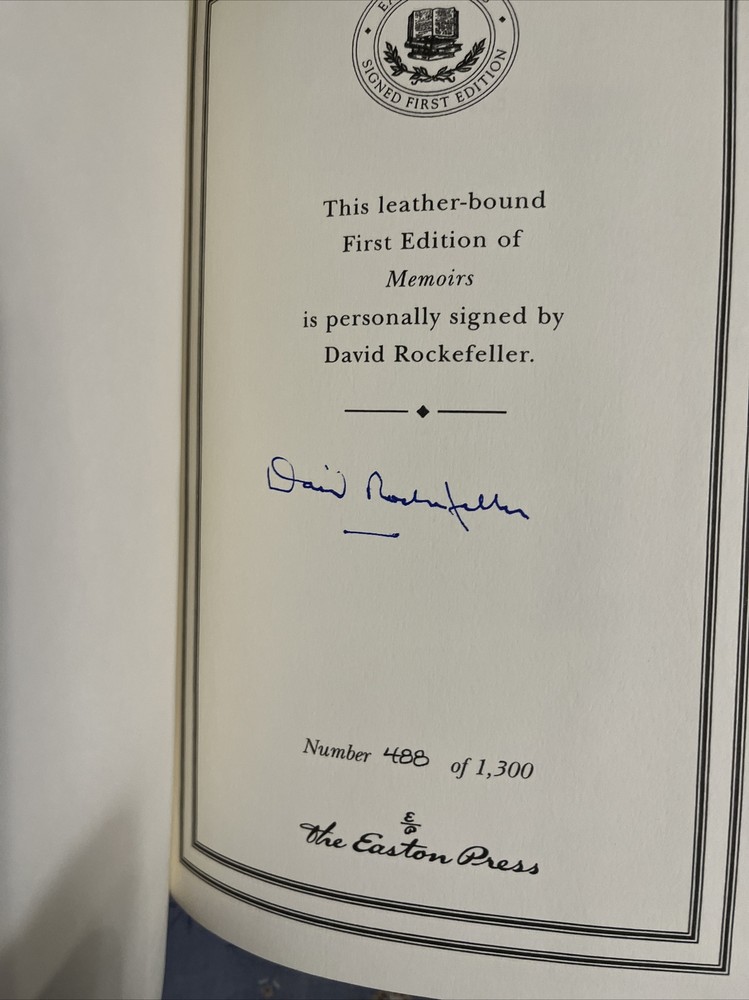 SIGNED FIRST EDITION
This leather-bound
First Edition of
Memoirs
is personally signed by
David Rockefeller.
David Rockefeller
Number 488 of 1,300
E
P
The Easton Press